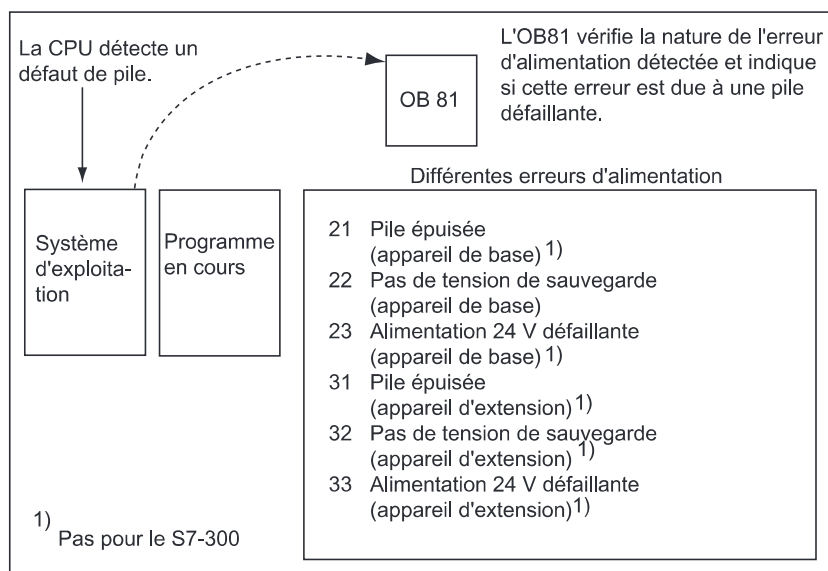 La CPU détecte un
défaut de pile.
OB 81
L'OB81 vérifie la nature de l'erreur
d'alimentation détectée et indique
si cette erreur est due à une pile
défaillante.
Système
d'exploita-
tion
Programme
en cours
Différentes erreurs d'alimentation
21 Pile épuisée
(appareil de base) 1)
22 Pas de tension de sauvegarde
(appareil de base)
23 Alimentation 24 V défaillante
(appareil de base) 1)
31 Pile épuisée
(appareil d'extension) 1)
32 Pas de tension de sauvegarde
(appareil d'extension) 1)
33 Alimentation 24 V défaillante
(appareil d'extension) 1)
1)
Pas pour le S7-300